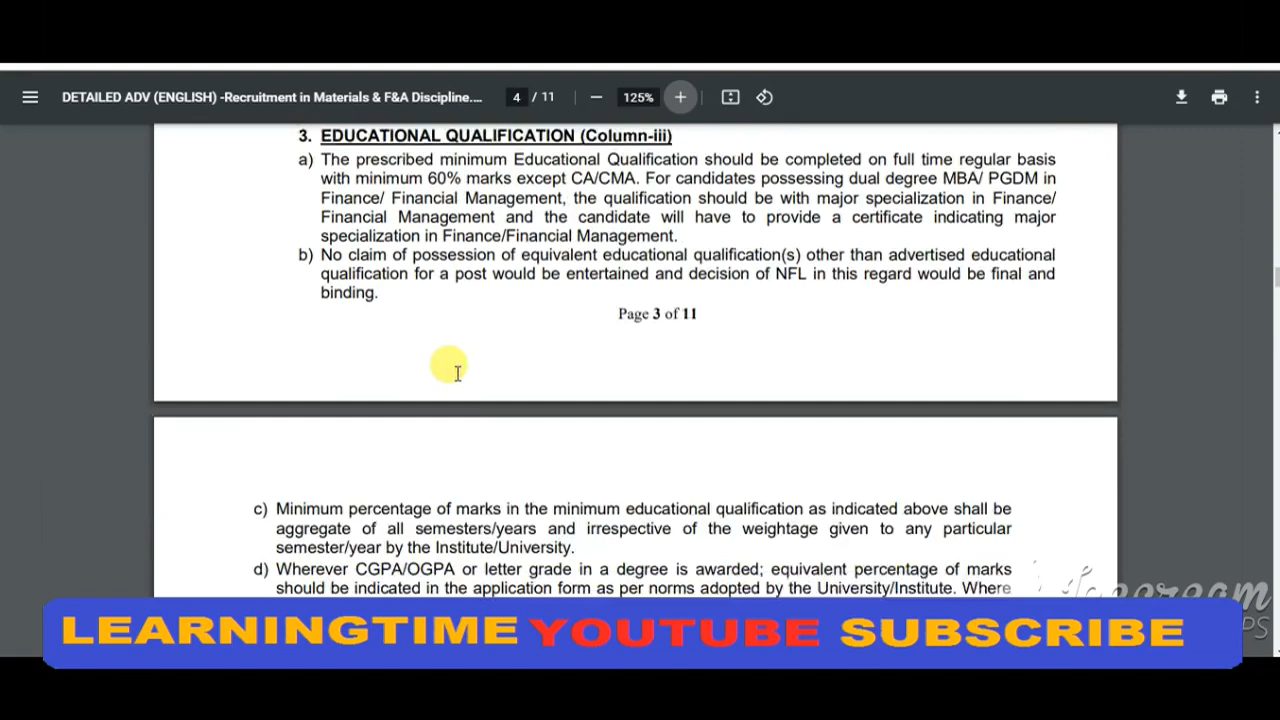 DETAILED ADV (ENGLISH) -Recruitment in Materials & F&A Discipline....
4 / 11
125%
3. EDUCATIONAL QUALIFICATION (Column-iii)
a) The prescribed minimum Educational Qualification should be completed on full time regular basis
with minimum 60% marks except CA/CMA. For candidates possessing dual degree MBA/ PGDM in
Finance/ Financial Management, the qualification should be with major specialization in Finance/
Financial Management and the candidate will have to provide a certificate indicating major
specialization in Finance/Financial Management.
b) No claim of possession of equivalent educational qualification(s) other than advertised educational
qualification for a post would be entertained and decision of NFL in this regard would be final and
binding.
Page 3 of 11
c) Minimum percentage of marks in the minimum educational qualification as indicated above shall be
aggregate of all semesters/years and irrespective of the weightage given to any particular
semester/year by the Institute/University.
d) Wherever CGPA/OGPA or letter grade in a degree is awarded; equivalent percentage of marks
should be indicated in the application form as per norms adopted by the University/Institute. Where
LEARNINGTIME YOUTUBE SUBSCRIBE